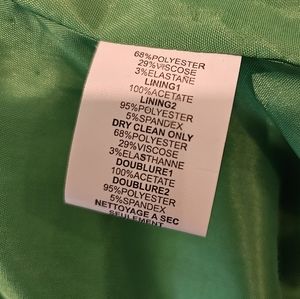 68%POLYESTER
29%VISCOSE
3%ELASTANE
LINING1
100%ACETATE
LINING2
95%POLYESTER
5%SPANDEX
DRY CLEAN ONLY
68%POLYESTER
29%VISCOSE
3%ELASTHANNE
DOUBLURE1
100%ACETATE
DOUBLURE2
95%POLYESTER
5%SPANDEX
NETTOYAGE A SEC
SEULEMENT